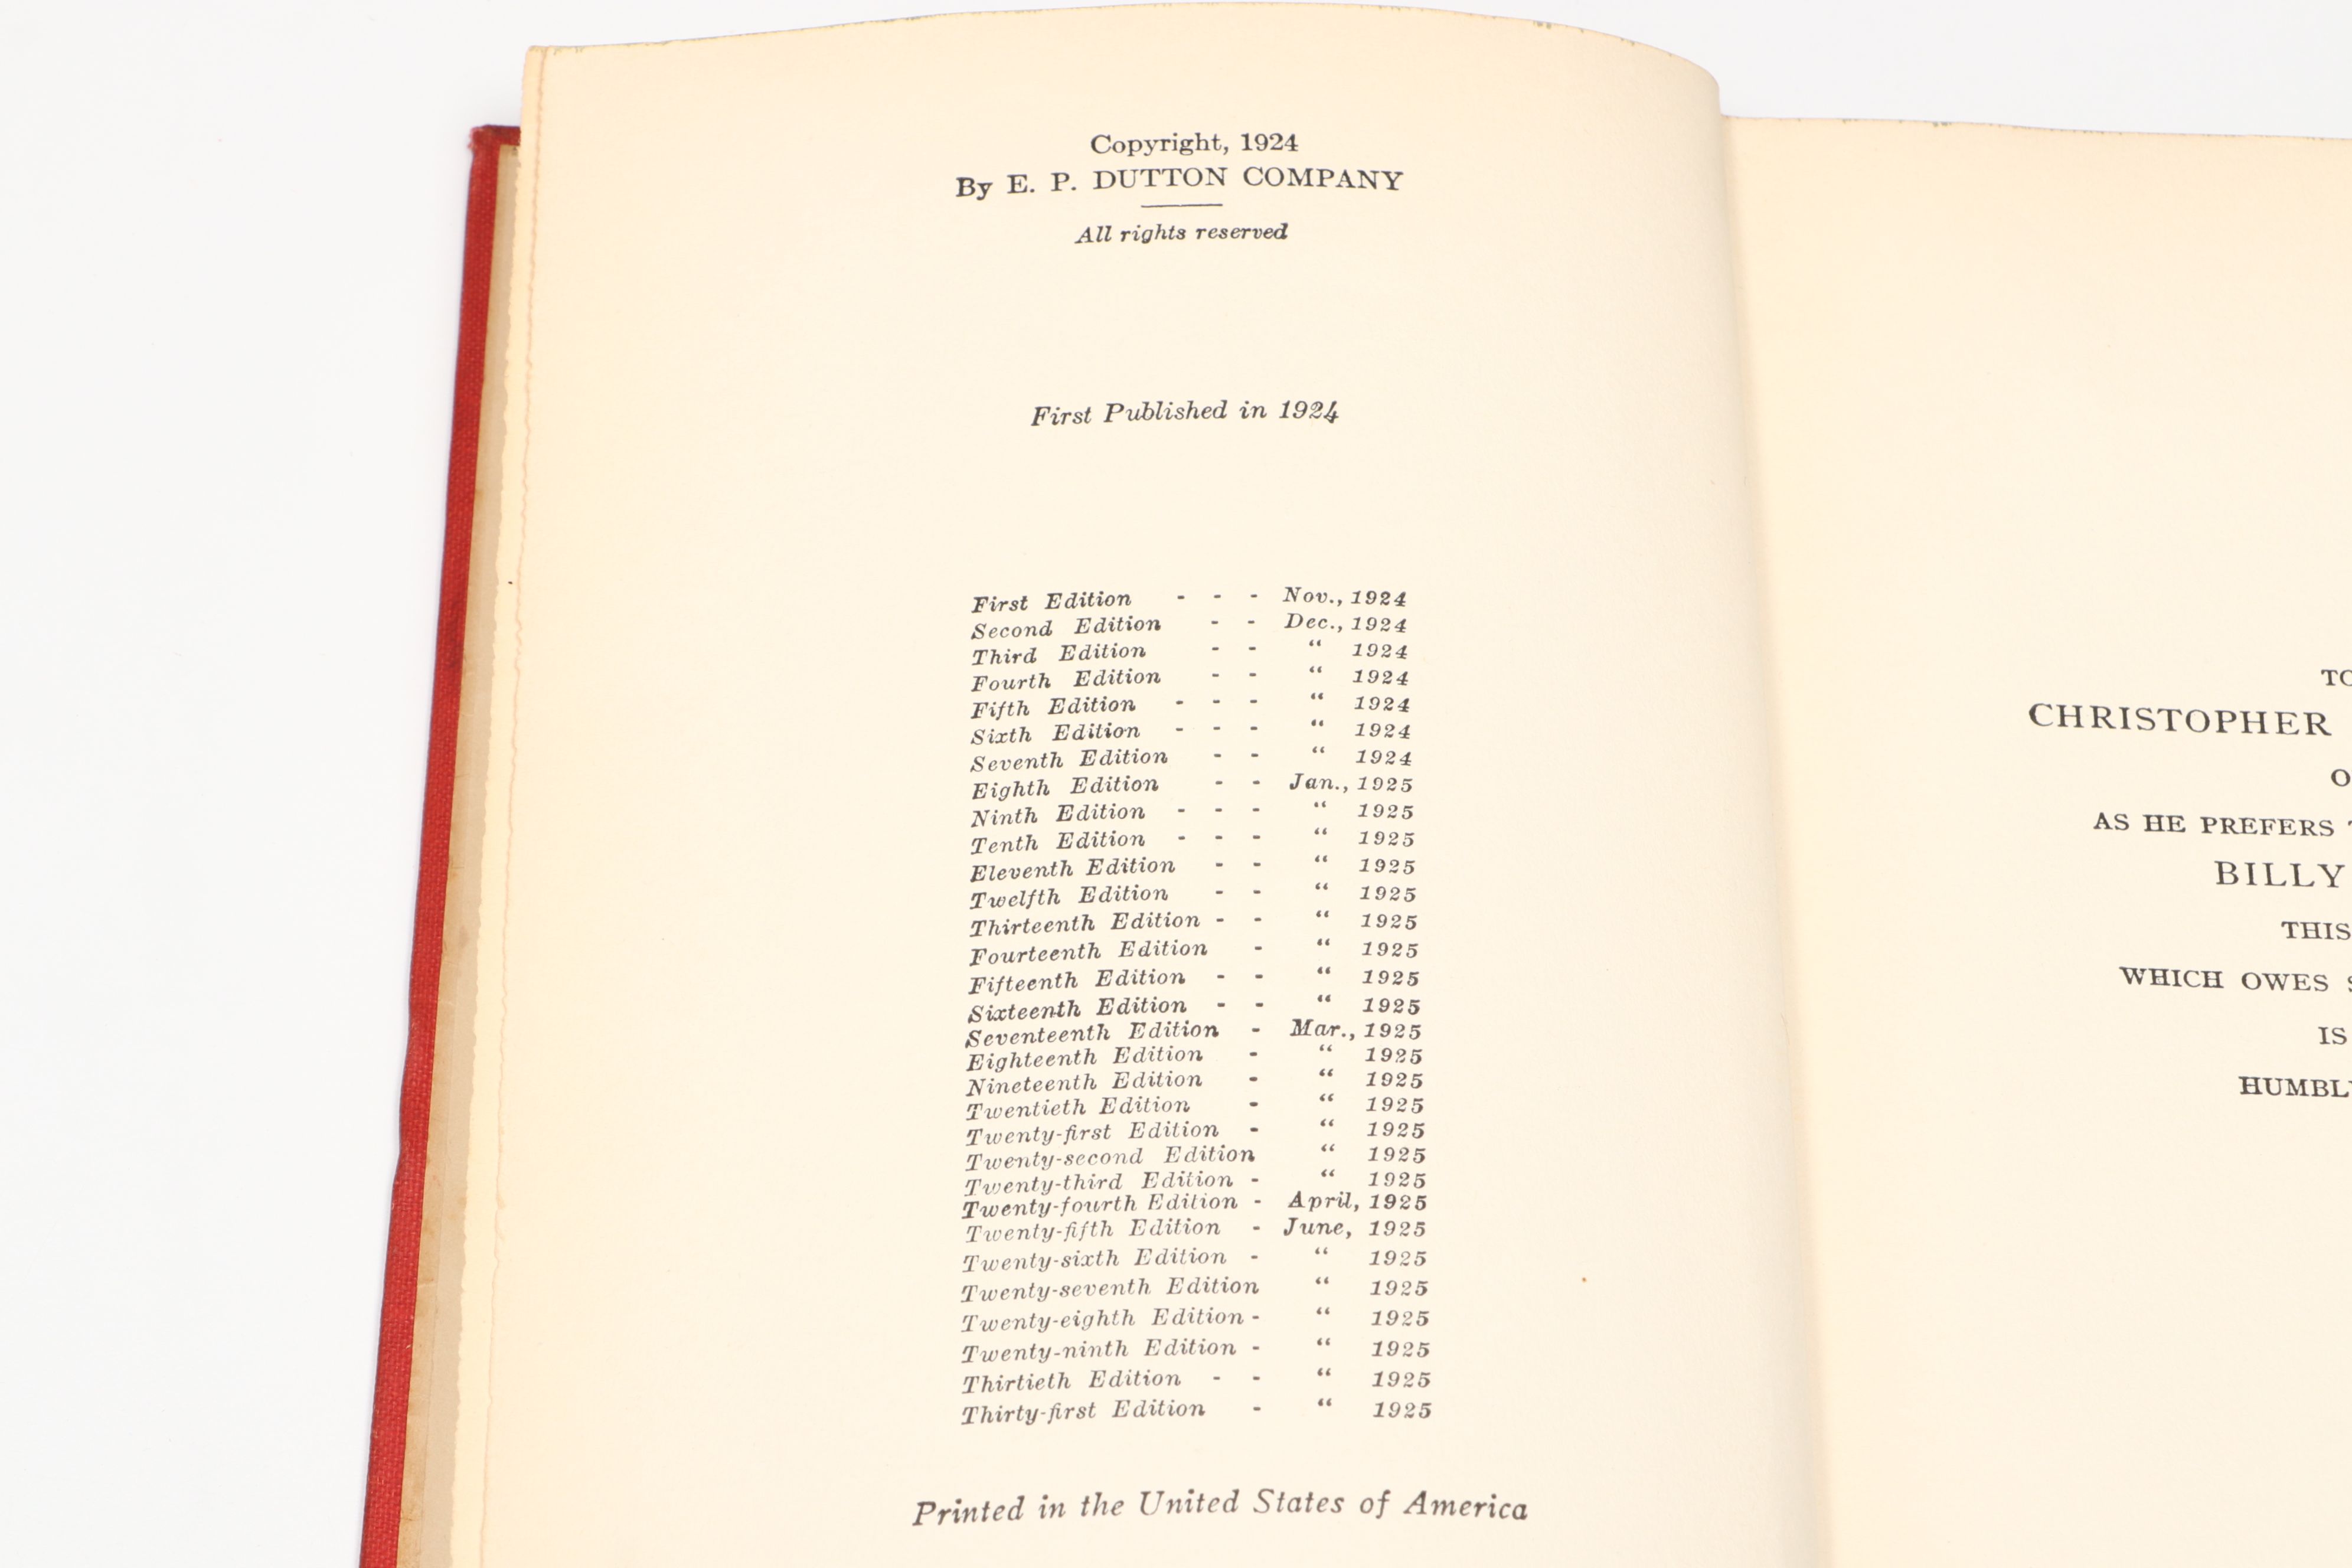 Copyright, 1924
By E. P. DUTTON COMPANY
All rights reserved
First Published in 1924
First Edition - - - Nov., 1924
Second Edition - - Dec., 1924
Third Edition - - “ 1924
Fourth Edition - - “ 1924
Fifth Edition - - - “ 1924
Sixth Edition - - - “ 1924
Seventh Edition - - “ 1924
Eighth Edition - - Jan., 1925
Ninth Edition - - - “ 1925
Tenth Edition - - - “ 1925
Eleventh Edition - - “ 1925
Twelfth Edition - - “ 1925
Thirteenth Edition - - “ 1925
Fourteenth Edition - “ 1925
Fifteenth Edition - - “ 1925
Sixteenth Edition - - “ 1925
Seventeenth Edition - Mar., 1925
Eighteenth Edition - “ 1925
Nineteenth Edition - “ 1925
Twentieth Edition - “ 1925
Twenty-first Edition - “ 1925
Twenty-second Edition “ 1925
Twenty-third Edition - “ 1925
Twenty-fourth Edition - April, 1925
Twenty-fifth Edition - June, 1925
Twenty-sixth Edition - “ 1925
Twenty-seventh Edition “ 1925
Twenty-eighth Edition - “ 1925
Twenty-ninth Edition - “ 1925
Thirtieth Edition - - “ 1925
Thirty-first Edition - “ 1925
Printed in the United States of America
TO
CHRISTOPHER
O
AS HE PREFERS
BILLY
THIS
WHICH OWES
IS
HUMBL